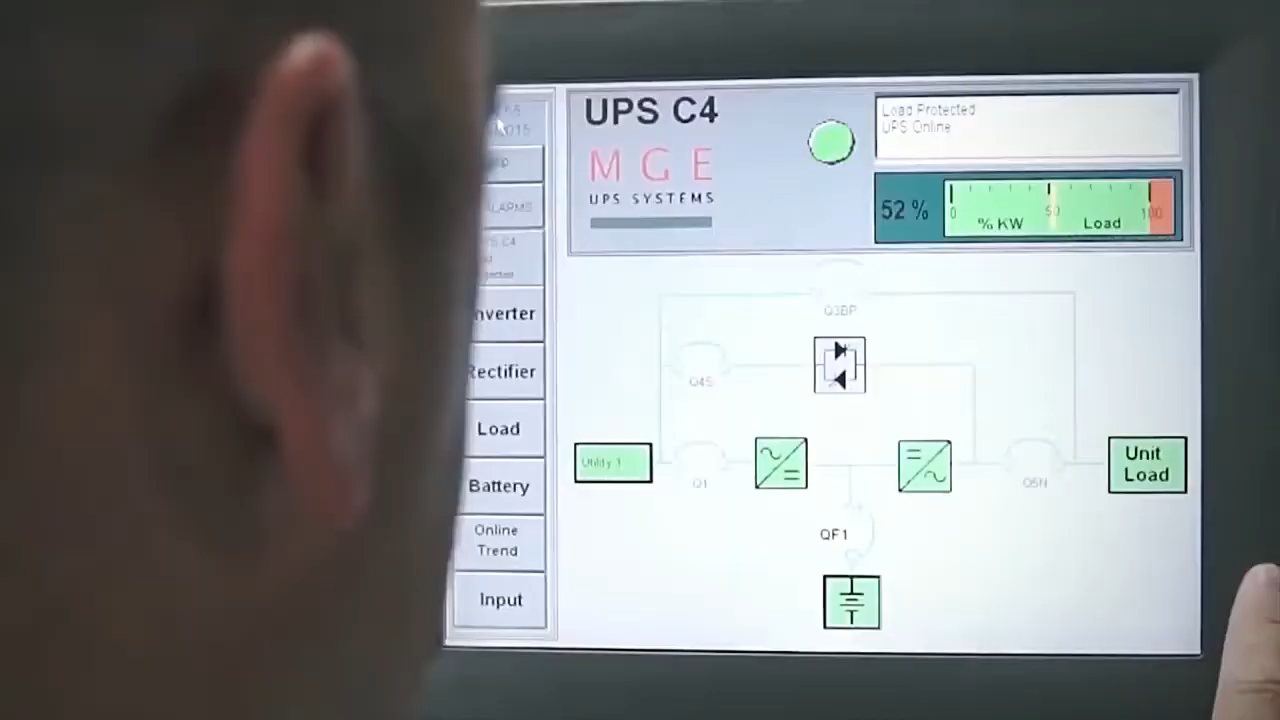 UPS C4
MGE
UPS SYSTEMS
Load Protected
UPS Online
52 %
0
50
100
% KW
Load
Rectifier
Load
Battery
Online
Trend
Input
Q3BP
Q4S
Utility 1
Q1
Q5N
Unit
Load
QF1